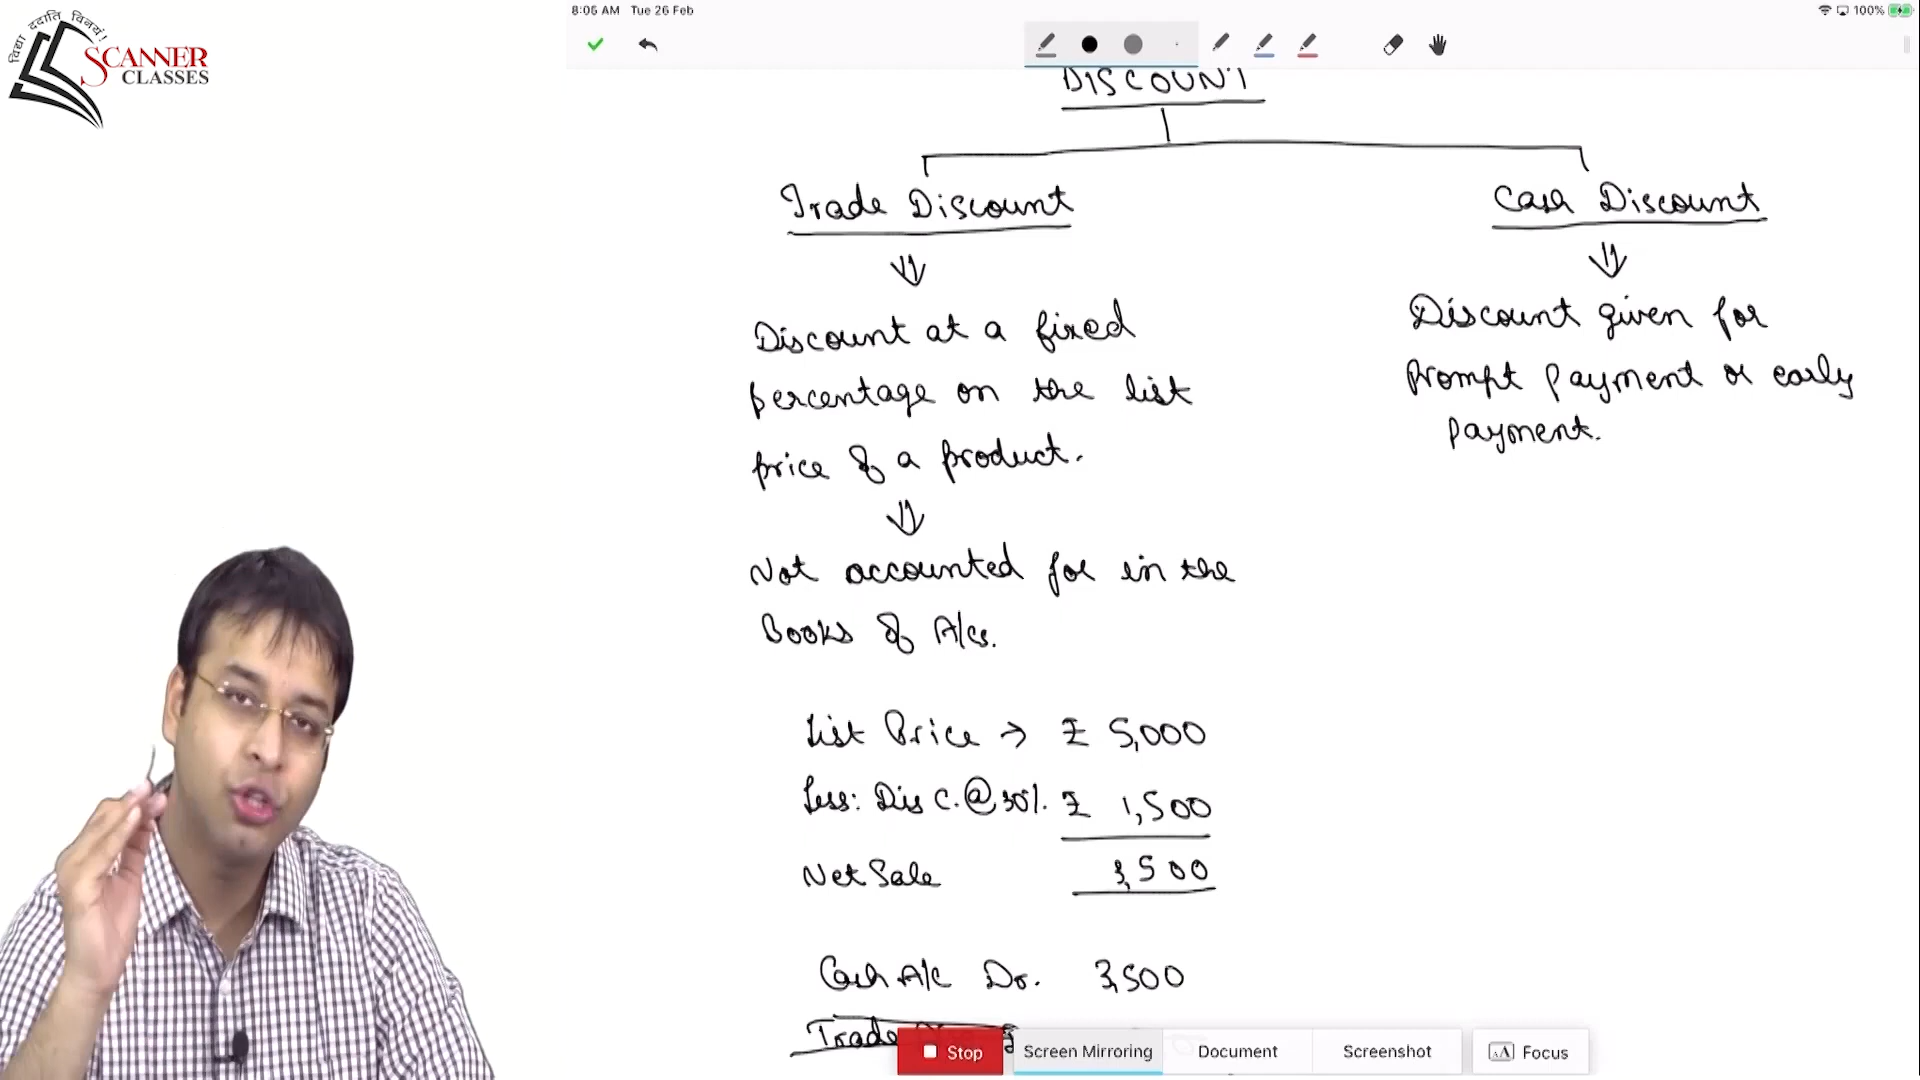 विद्या ददाति विनयं!
SCANNER
CLASSES
8:05 AM Tue 26 Feb
100%
DISCOUNT
Trade Discount
Cash Discount
Discount at a fixed
percentage on the list
price of a product.
Discount given for
Prompt payment or early
payment.
Not accounted for in the
Books of A/cs.
List Price → ₹ 5,000
Less: Disc.@30%. ₹ 1,500
Net Sale 3,500
Cash A/c Dr. 3,500
Trade
Stop
Screen Mirroring
Document
Screenshot
AA Focus